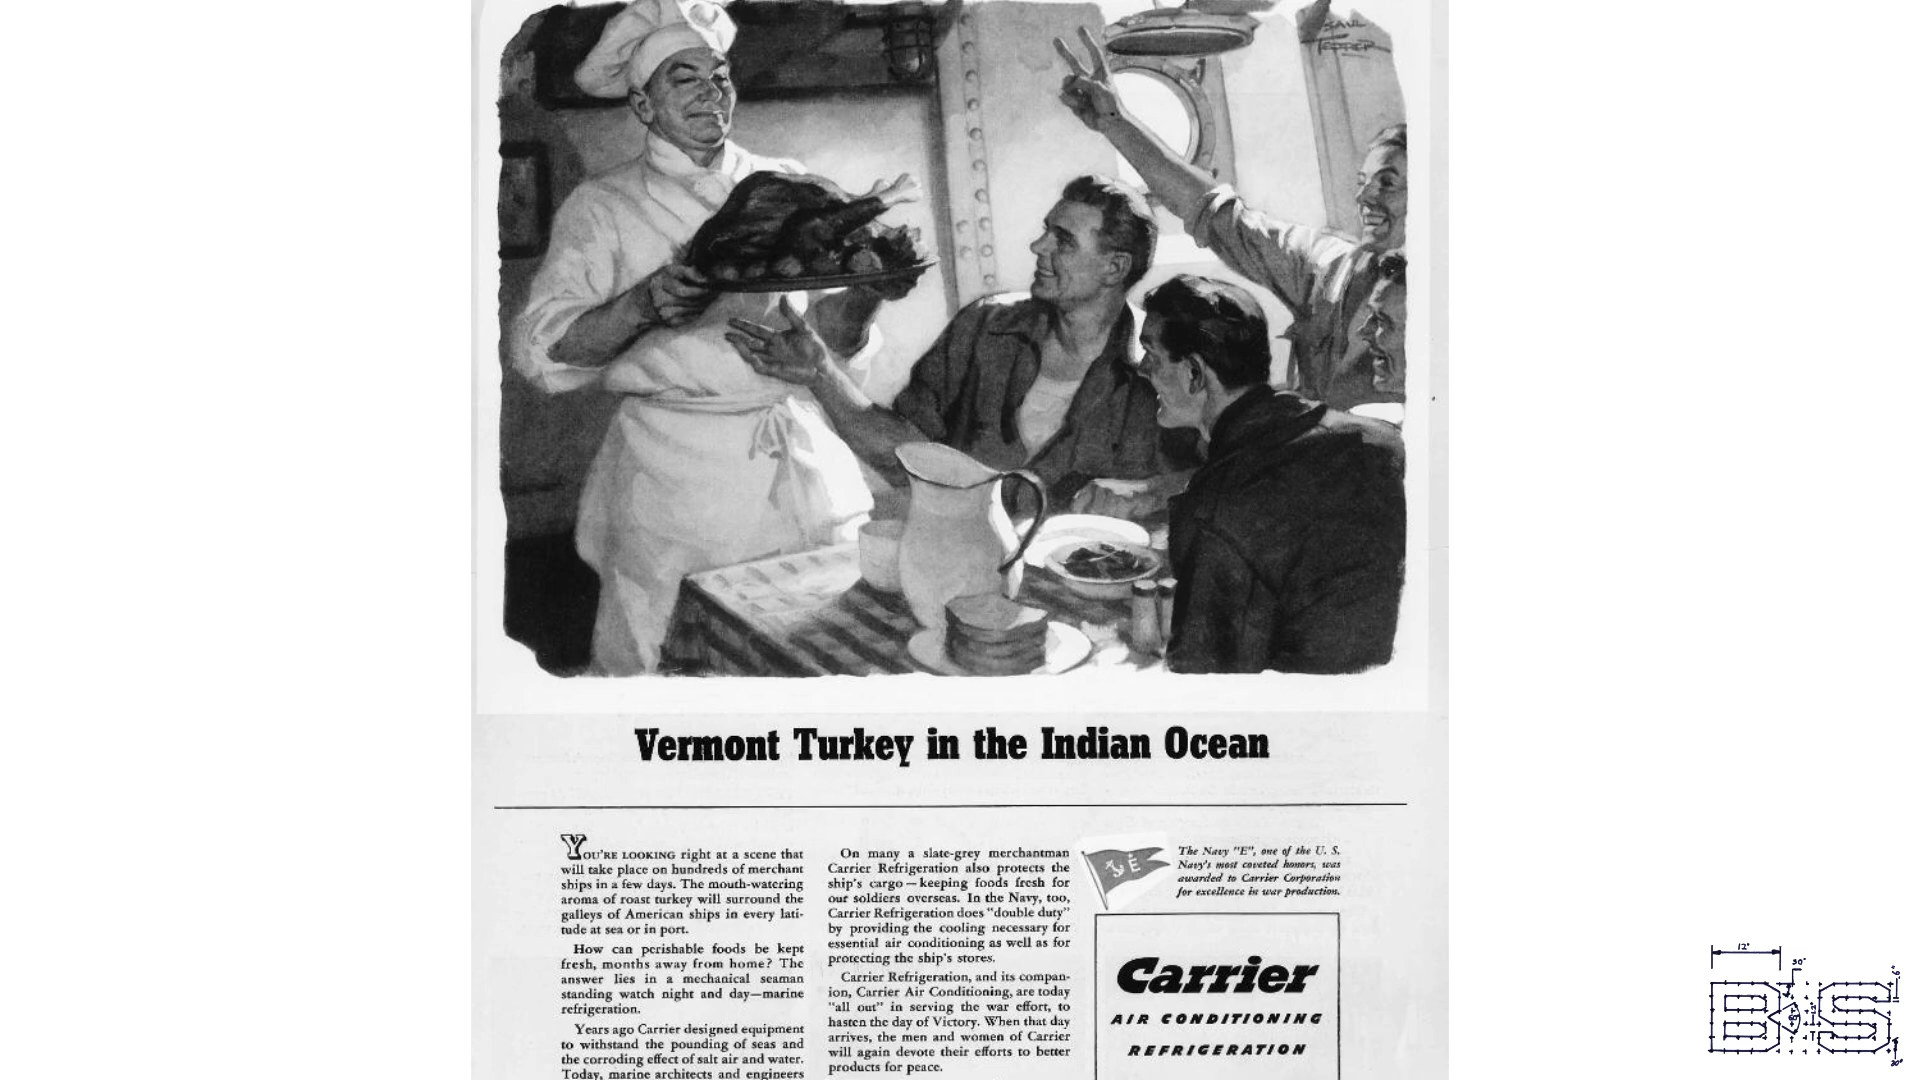 SAUL
TEPPER
Vermont Turkey in the Indian Ocean
YOU'RE LOOKING right at a scene that
will take place on hundreds of merchant
ships in a few days. The mouth-watering
aroma of roast turkey will surround the
galleys of American ships in every lati-
tude at sea or in port.
How can perishable foods be kept
fresh, months away from home? The
answer lies in a mechanical seaman
standing watch night and day—marine
refrigeration.
Years ago Carrier designed equipment
to withstand the pounding of seas and
the corroding effect of salt air and water.
Today, marine architects and engineers
On many a slate-grey merchantman
Carrier Refrigeration also protects the
ship's cargo—keeping foods fresh for
our soldiers overseas. In the Navy, too,
Carrier Refrigeration does "double duty"
by providing the cooling necessary for
essential air conditioning as well as for
protecting the ship's stores.
Carrier Refrigeration, and its compan-
ion, Carrier Air Conditioning, are today
"all out" in serving the war effort, to
hasten the day of Victory. When that day
arrives, the men and women of Carrier
will again devote their efforts to better
products for peace.
E
The Navy "E", one of the U. S.
Navy's most coveted honors, was
awarded to Carrier Corporation
for excellence in war production.
Carrier
AIR CONDITIONING
REFRIGERATION
12"
30°
6"
B S
30°